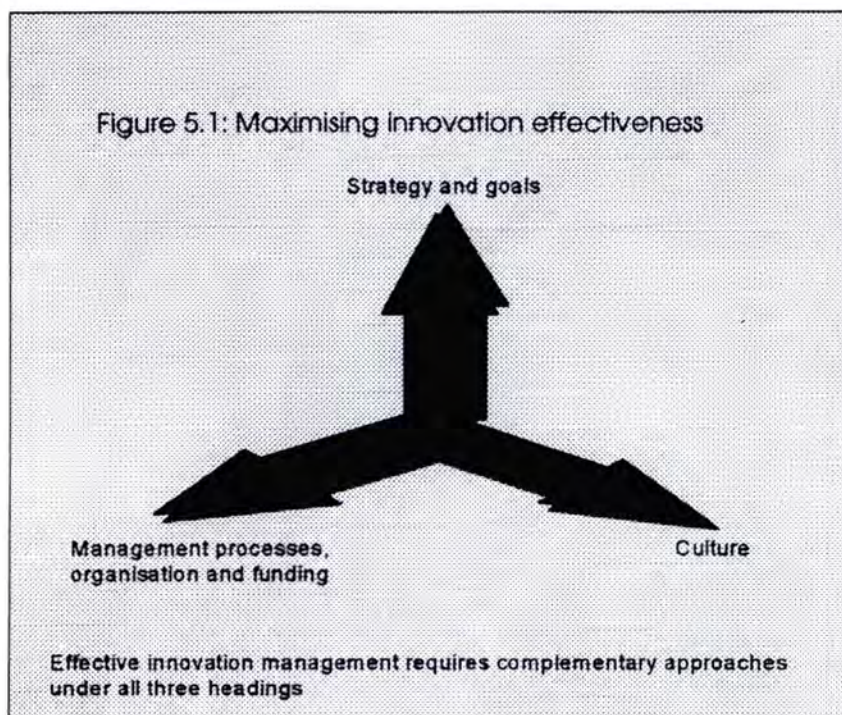 Figure 5.1: Maximising innovation effectiveness
Strategy and goals
Management processes,
organisation and funding
Culture
Effective innovation management requires complementary approaches
under all three headings